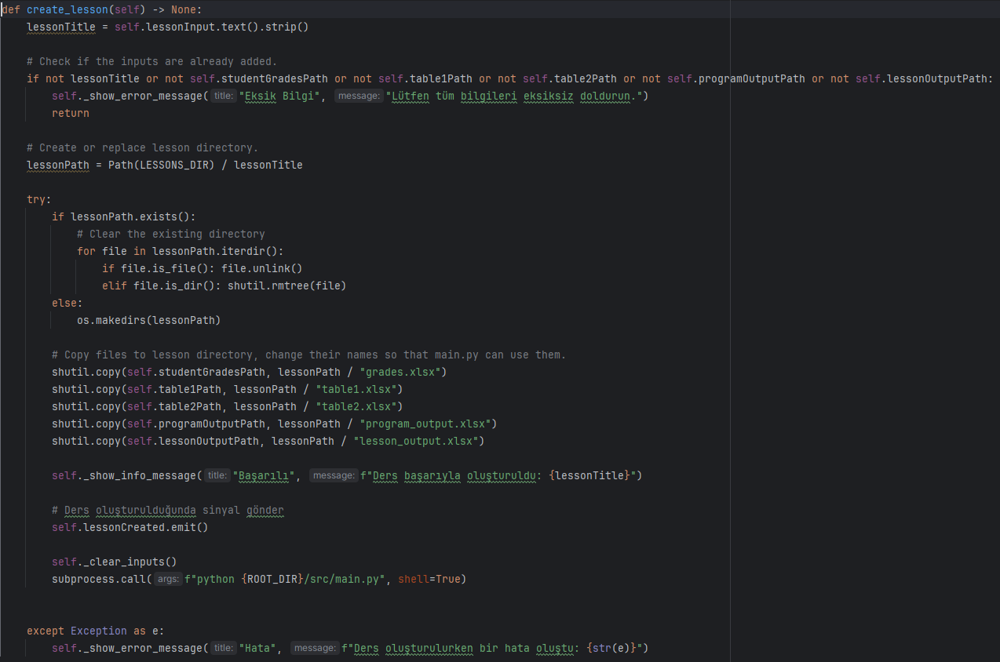 def create_lesson(self) -> None:
    lessonTitle = self.lessonInput.text().strip()

    # Check if the inputs are already added.
    if not lessonTitle or not self.studentGradesPath or not self.table1Path or not self.table2Path or not self.programOutputPath or not self.lessonOutputPath:
        self._show_error_message( title: "Eksik Bilgi", message: "Lütfen tüm bilgileri eksiksiz doldurun.")
        return

    # Create or replace lesson directory.
    lessonPath = Path(LESSONS_DIR) / lessonTitle

    try:
        if lessonPath.exists():
            # Clear the existing directory
            for file in lessonPath.iterdir():
                if file.is_file(): file.unlink()
                elif file.is_dir(): shutil.rmtree(file)
        else:
            os.makedirs(lessonPath)

        # Copy files to lesson directory, change their names so that main.py can use them.
        shutil.copy(self.studentGradesPath, lessonPath / "grades.xlsx")
        shutil.copy(self.table1Path, lessonPath / "table1.xlsx")
        shutil.copy(self.table2Path, lessonPath / "table2.xlsx")
        shutil.copy(self.programOutputPath, lessonPath / "program_output.xlsx")
        shutil.copy(self.lessonOutputPath, lessonPath / "lesson_output.xlsx")

        self._show_info_message( title: "Başarılı", message: f"Ders başarıyla oluşturuldu: {lessonTitle}")

        # Ders oluşturulduğunda sinyal gönder
        self.lessonCreated.emit()

        self._clear_inputs()
        subprocess.call( args: f"python {ROOT_DIR}/src/main.py", shell=True)


    except Exception as e:
        self._show_error_message( title: "Hata", message: f"Ders oluşturulurken bir hata oluştu: {str(e)}")